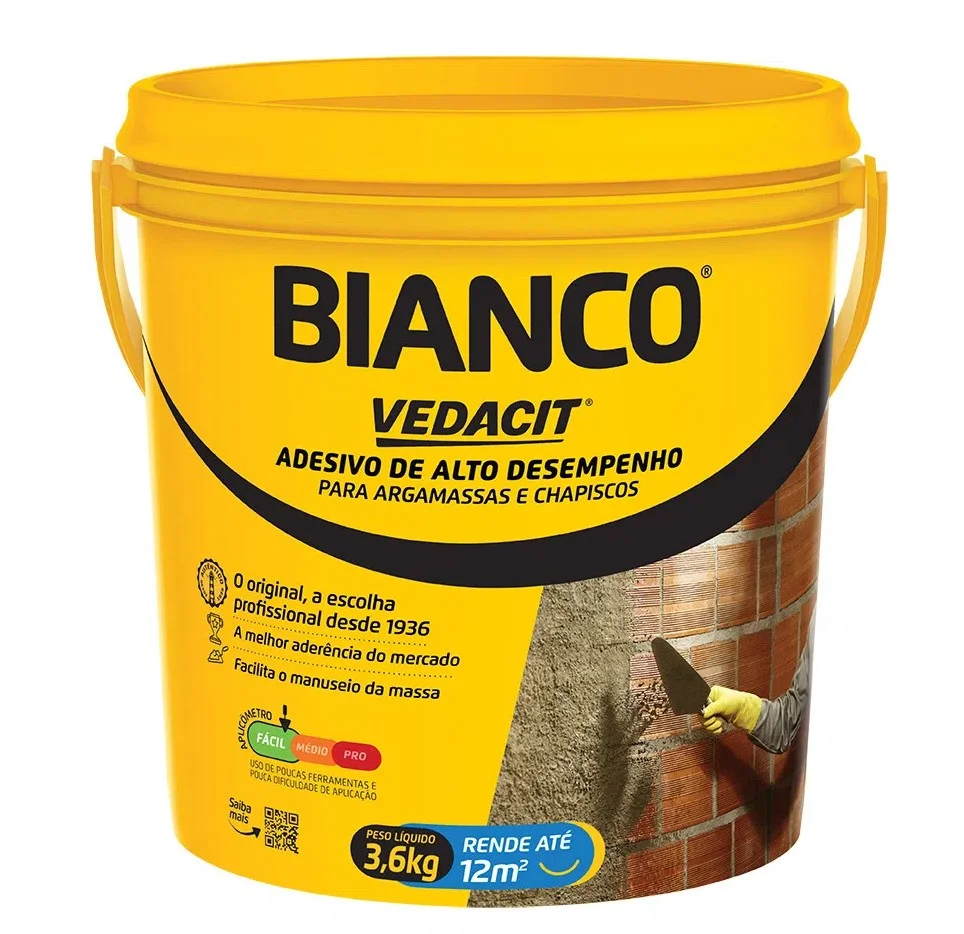 BIANCO®
VEDACIT®
ADESIVO DE ALTO DESEMPENHO
PARA ARGAMASSAS E CHAPISCOS
AUTÊNTICO
O original, a escolha
profissional desde 1936
A melhor aderência do mercado
Facilita o manuseio da massa
APLICÔMETRO
FÁCIL MÉDIO PRO
USO DE POUCAS FERRAMENTAS E
POUCA DIFICULDADE DE APLICAÇÃO
Saiba
mais
PESO LÍQUIDO
3,6kg
RENDE ATÉ
12m²